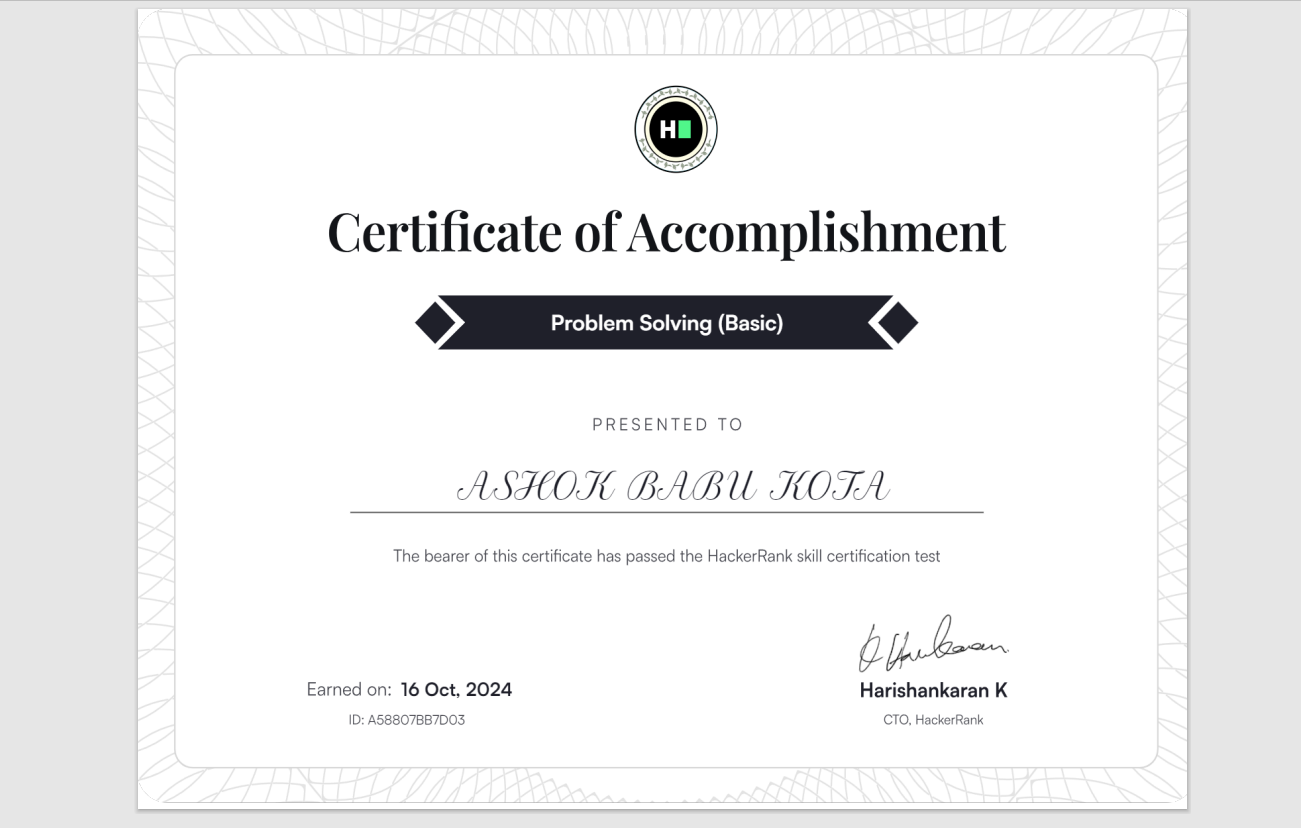 H
Certificate of Accomplishment
Problem Solving (Basic)
PRESENTED TO
ASHOK BABU KOTA
The bearer of this certificate has passed the HackerRank skill certification test
Earned on: 16 Oct, 2024
Harishankaran K
ID: A58807BB7D03
CTO, HackerRank